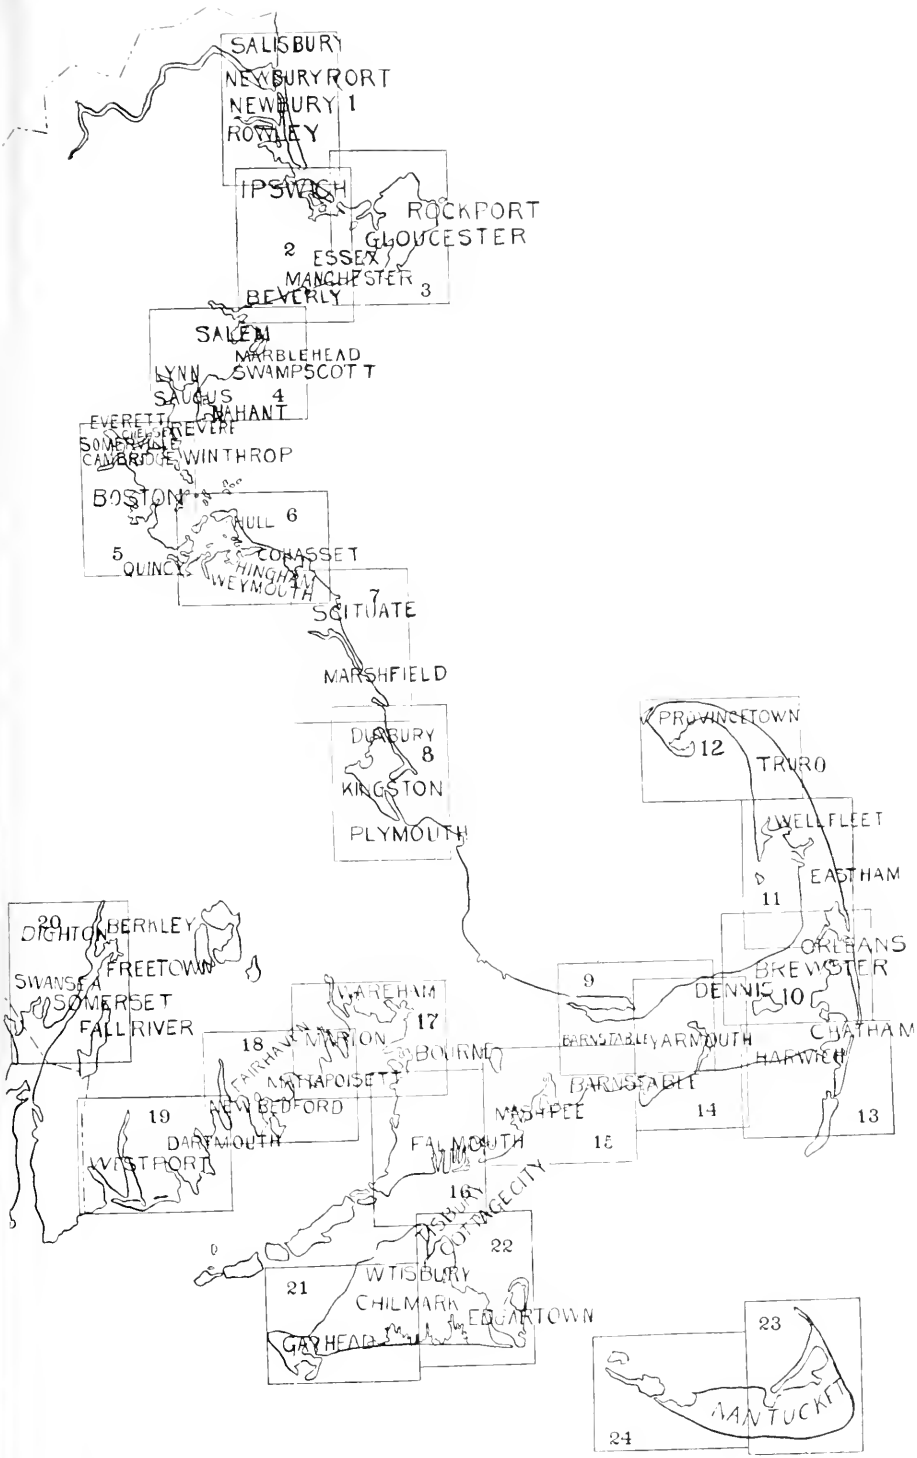 SALISBURY
NEWBURYPORT
NEWBURY 1
ROWLEY
IPSWICH
ROCKPORT
GLOUCESTER
2
ESSEX
MANCHESTER
3
BEVERLY
SALEM
MARBLEHEAD
LYNN
SWAMPSCOTT
SAUGUS
4
NAHANT
EVERETT
CHELSEA
REVERE
SOMERVILLE
CAMBRIDGE
WINTHROP
BOSTON
6
HULL
5
COHASSET
QUINCY
HINGHAM
WEYMOUTH
7
SCITUATE
MARSHFIELD
DUXBURY
8
KINGSTON
PLYMOUTH
PROVINCETOWN
12
TRURO
WELLFLEET
EASTHAM
11
ORLEANS
BREWSTER
DENNIS
10
9
CHATHAM
BARNSTABLE
YARMOUTH
HARWICH
BARNSTABLE
14
13
MASHPEE
15
20
DIGHTON
BERKLEY
FREETOWN
SWANSEA
SOMERSET
FALL RIVER
WAREHAM
17
18
FAIRHAVEN
MARION
BOURNE
MATTAPOISETT
NEW BEDFORD
19
DARTMOUTH
WESTPORT
FALMOUTH
16
TISBURY
COTTAGE CITY
22
W TISBURY
21
CHILMARK
EDGARTOWN
GAY HEAD
23
NANTUCKET
24